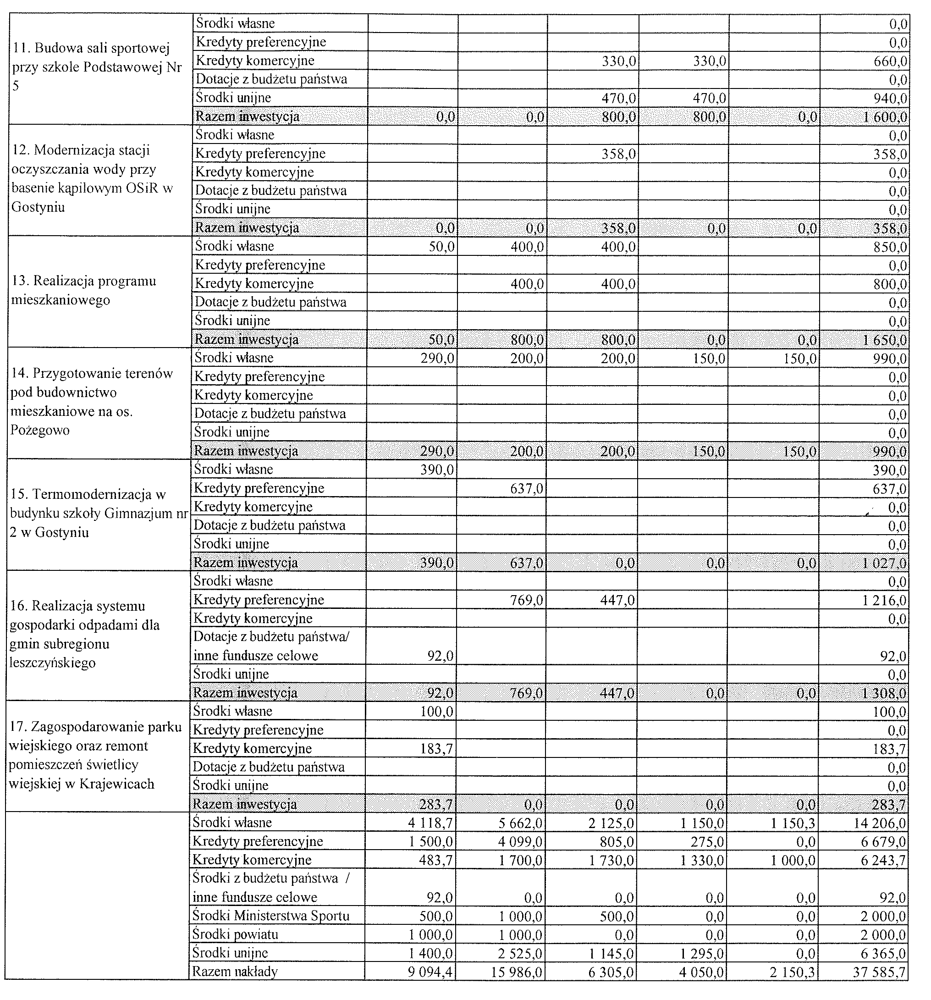 11. Budowa sali sportowej
przy szkole Podstawowej Nr
5
Środki własne 0,0
Kredyty preferencyjne 0,0
Kredyty komercyjne 330,0 330,0 660,0
Dotacje z budżetu państwa 0,0
Środki unijne 470,0 470,0 940,0
Razem inwestycja 0,0 0,0 800,0 800,0 0,0 1 600,0
12. Modernizacja stacji
oczyszczania wody przy
basenie kąpilowym OSiR w
Gostyniu
Środki własne 0,0
Kredyty preferencyjne 358,0 358,0
Kredyty komercyjne 0,0
Dotacje z budżetu państwa 0,0
Środki unijne 0,0
Razem inwestycja 0,0 0,0 358,0 0,0 0,0 358,0
13. Realizacja programu
mieszkaniowego
Środki własne 50,0 400,0 400,0 850,0
Kredyty preferencyjne 0,0
Kredyty komercyjne 400,0 400,0 800,0
Dotacje z budżetu państwa 0,0
Środki unijne 0,0
Razem inwestycja 50,0 800,0 800,0 0,0 0,0 1 650,0
14. Przygotowanie terenów
pod budownictwo
mieszkaniowe na os.
Pożegowo
Środki własne 290,0 200,0 200,0 150,0 150,0 990,0
Kredyty preferencyjne 0,0
Kredyty komercyjne 0,0
Dotacje z budżetu państwa 0,0
Środki unijne 0,0
Razem inwestycja 290,0 200,0 200,0 150,0 150,0 990,0
15. Termomodernizacja w
budynku szkoły Gimnazjum nr
2 w Gostyniu
Środki własne 390,0 390,0
Kredyty preferencyjne 637,0 637,0
Kredyty komercyjne 0,0
Dotacje z budżetu państwa 0,0
Środki unijne 0,0
Razem inwestycja 390,0 637,0 0,0 0,0 0,0 1 027,0
16. Realizacja systemu
gospodarki odpadami dla
gmin subregionu
leszczyńskiego
Środki własne 0,0
Kredyty preferencyjne 769,0 447,0 1 216,0
Kredyty komercyjne 0,0
Dotacje z budżetu państwa/
inne fundusze celowe 92,0 92,0
Środki unijne 0,0
Razem inwestycja 92,0 769,0 447,0 0,0 0,0 1 308,0
17. Zagospodarowanie parku
wiejskiego oraz remont
pomieszczeń świetlicy
wiejskiej w Krajewicach
Środki własne 100,0 100,0
Kredyty preferencyjne 0,0
Kredyty komercyjne 183,7 183,7
Dotacje z budżetu państwa 0,0
Środki unijne 0,0
Razem inwestycja 283,7 0,0 0,0 0,0 0,0 283,7
Środki własne 4 118,7 5 662,0 2 125,0 1 150,0 1 150,3 14 206,0
Kredyty preferencyjne 1 500,0 4 099,0 805,0 275,0 0,0 6 679,0
Kredyty komercyjne 483,7 1 700,0 1 730,0 1 330,0 1 000,0 6 243,7
Środki z budżetu państwa /
inne fundusze celowe 92,0 0,0 0,0 0,0 0,0 92,0
Środki Ministerstwa Sportu 500,0 1 000,0 500,0 0,0 0,0 2 000,0
Środki powiatu 1 000,0 1 000,0 0,0 0,0 0,0 2 000,0
Środki unijne 1 400,0 2 525,0 1 145,0 1 295,0 0,0 6 365,0
Razem nakłady 9 094,4 15 986,0 6 305,0 4 050,0 2 150,3 37 585,7